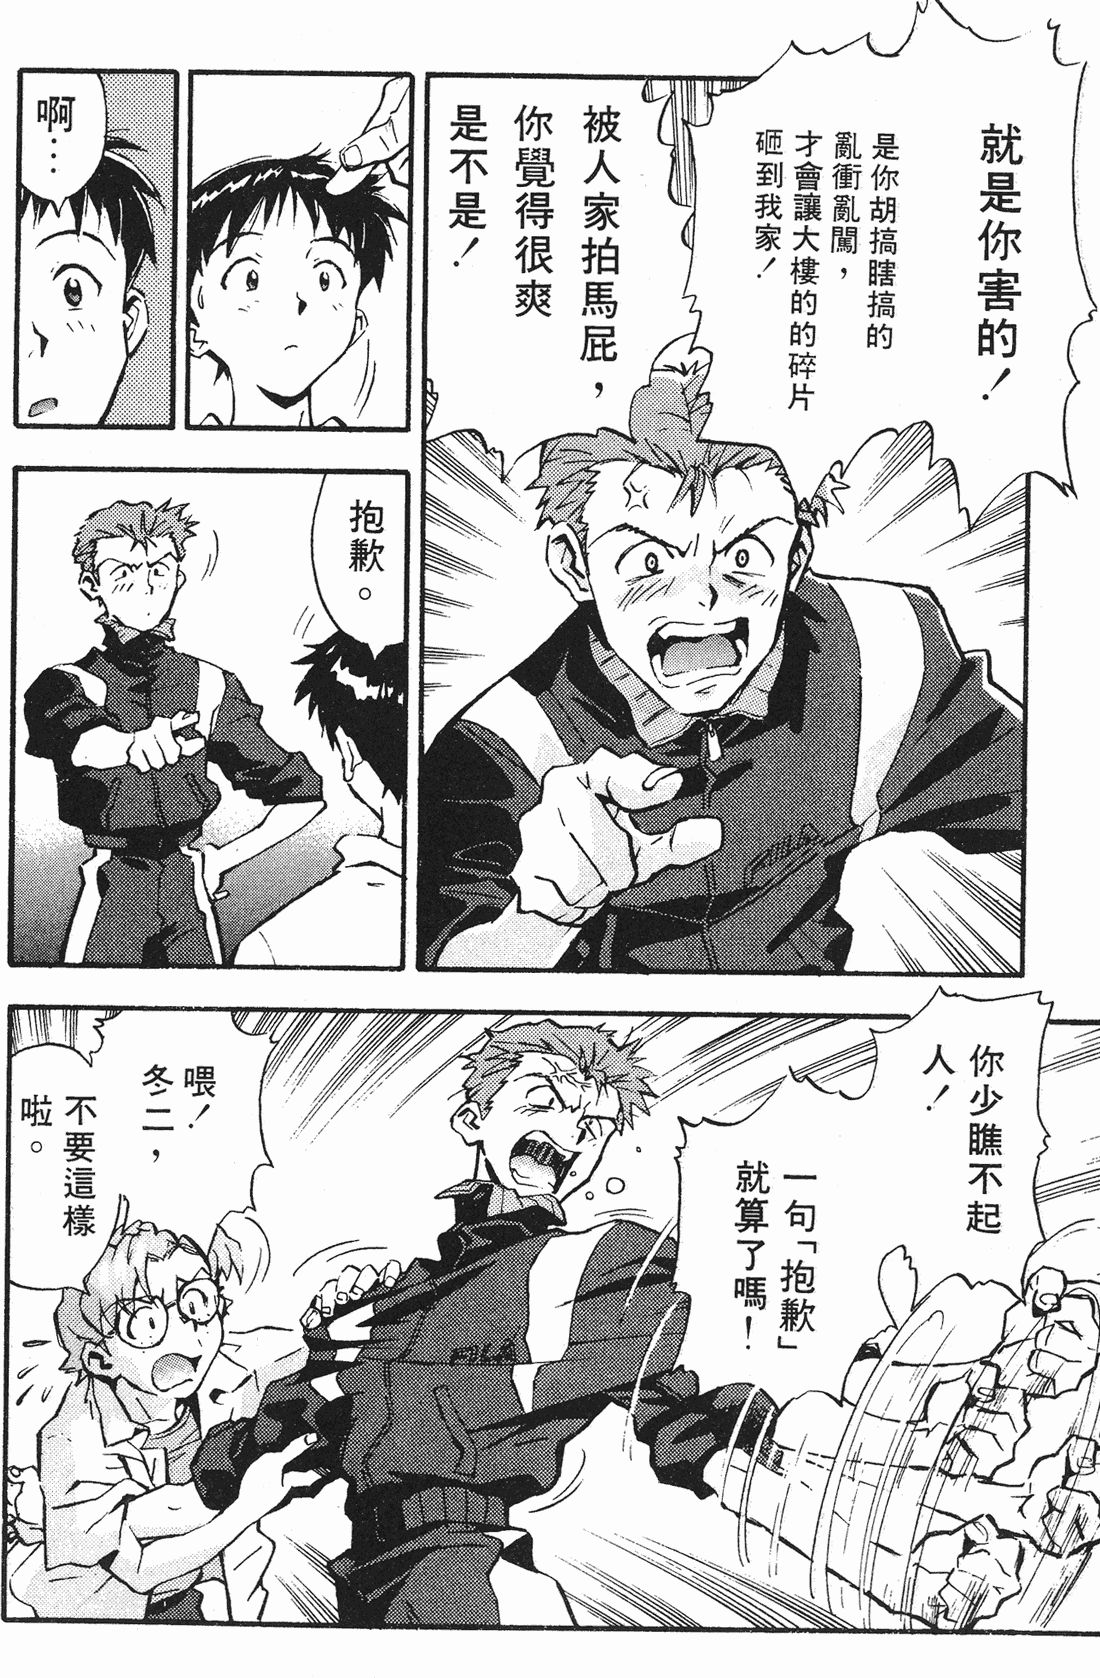 就是你害的！
是你胡搞瞎搞的
亂衝亂闖，
才會讓大樓的的碎片
砸到我家！
被人家拍馬屁，
你覺得很爽
是不是！
啊…
抱歉。
你少瞧不起
人！
一句「抱歉」
就算了嗎！
喂！
冬二，
不要這樣
啦。
FILA
FILA